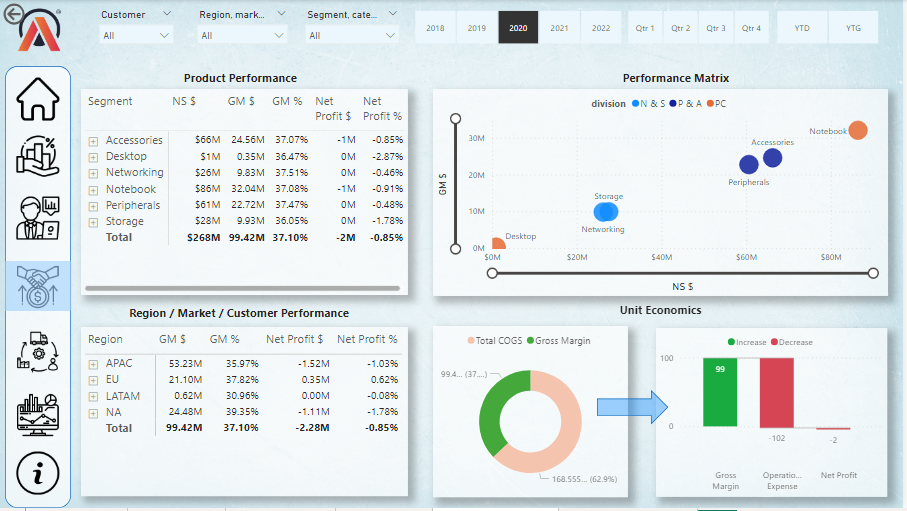 Customer Region, mark... Segment, cate...
All All All
2018 2019 2020 2021 2022 Qtr 1 Qtr 2 Qtr 3 Qtr 4 YTD YTG
Product Performance
Segment NS $ GM $ GM % Net Profit $ Net Profit %
Accessories $66M 24.56M 37.07% -1M -0.85%
Desktop $1M 0.35M 36.47% 0M -2.87%
Networking $26M 9.83M 37.51% 0M -0.46%
Notebook $86M 32.04M 37.08% -1M -0.91%
Peripherals $61M 22.72M 37.47% 0M -0.48%
Storage $28M 9.93M 36.05% 0M -1.78%
Total $268M 99.42M 37.10% -2M -0.85%
Performance Matrix
division N & S P & A PC
GM $
30M
20M
10M
0M
Notebook
Accessories
Peripherals
Storage
Networking
Desktop
$0M $20M $40M $60M $80M
NS $
Region / Market / Customer Performance
Region GM $ GM % Net Profit $ Net Profit %
APAC 53.23M 35.97% -1.52M -1.03%
EU 21.10M 37.82% 0.35M 0.62%
LATAM 0.62M 30.96% 0.00M -0.08%
NA 24.48M 39.35% -1.11M -1.78%
Total 99.42M 37.10% -2.28M -0.85%
Unit Economics
Total COGS Gross Margin
99.4... (37....)
168.555... (62.9%)
Increase Decrease
100
0
99
-102
-2
Gross Margin
Operatio... Expense
Net Profit